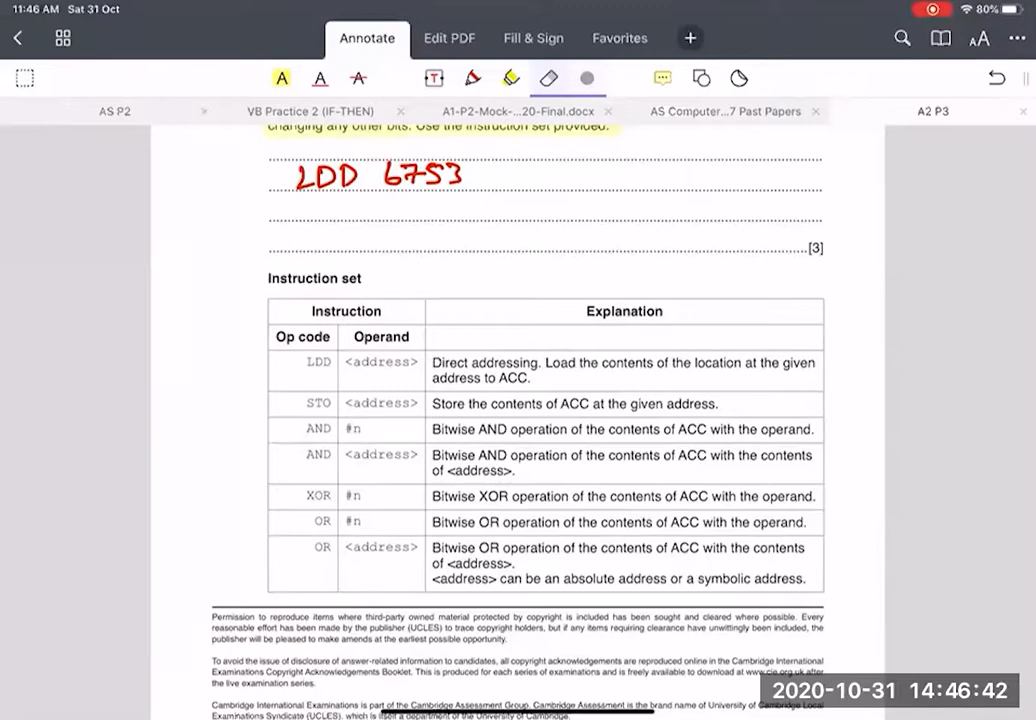 11:46 AM Sat 31 Oct
80%
Annotate
Edit PDF
Fill & Sign
Favorites
AS P2
VB Practice 2 (IF-THEN)
A1-P2-Mock-...20-Final.docx
AS Computer...7 Past Papers
A2 P3
changing any other bits. Use the instruction set provided.
LDD 6753
[3]
Instruction set
Instruction
Explanation
Op code
Operand
LDD
<address>
Direct addressing. Load the contents of the location at the given
address to ACC.
STO
<address>
Store the contents of ACC at the given address.
AND
#n
Bitwise AND operation of the contents of ACC with the operand.
AND
<address>
Bitwise AND operation of the contents of ACC with the contents
of <address>.
XOR
#n
Bitwise XOR operation of the contents of ACC with the operand.
OR
#n
Bitwise OR operation of the contents of ACC with the operand.
OR
<address>
Bitwise OR operation of the contents of ACC with the contents
of <address>.
<address> can be an absolute address or a symbolic address.
Permission to reproduce items where third-party owned material protected by copyright is included has been sought and cleared where possible. Every
reasonable effort has been made by the publisher (UCLES) to trace copyright holders, but if any items requiring clearance have unwittingly been included, the
publisher will be pleased to make amends at the earliest possible opportunity.
To avoid the issue of disclosure of answer-related information to candidates, all copyright acknowledgements are reproduced online in the Cambridge International
Examinations Copyright Acknowledgements Booklet. This is produced for each series of examinations and is freely available to download at www.cie.org.uk after
the live examination series.
Cambridge International Examinations is part of the Cambridge Assessment Group. Cambridge Assessment is the brand name of University of Cambridge Local
Examinations Syndicate (UCLES), which is itself a department of the University of Cambridge.
2020-10-31 14:46:42